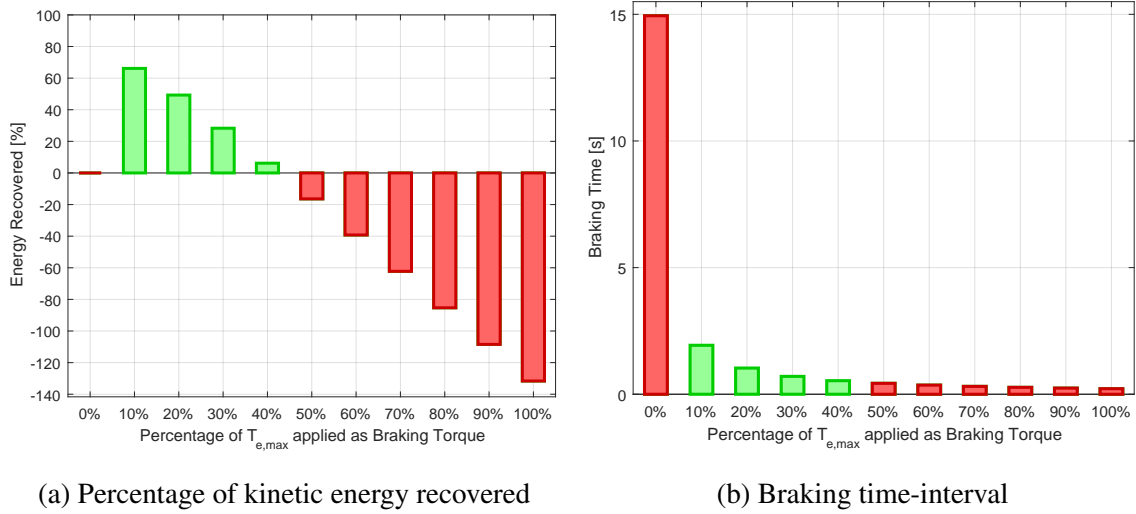 100
80
60
40
20
0
-20
-40
-60
-80
-100
-120
-140
Energy Recovered [%]
0% 10% 20% 30% 40% 50% 60% 70% 80% 90% 100%
Percentage of T_e,max applied as Braking Torque
(a) Percentage of kinetic energy recovered
15
10
5
0
Braking Time [s]
0% 10% 20% 30% 40% 50% 60% 70% 80% 90% 100%
Percentage of T_e,max applied as Braking Torque
(b) Braking time-interval